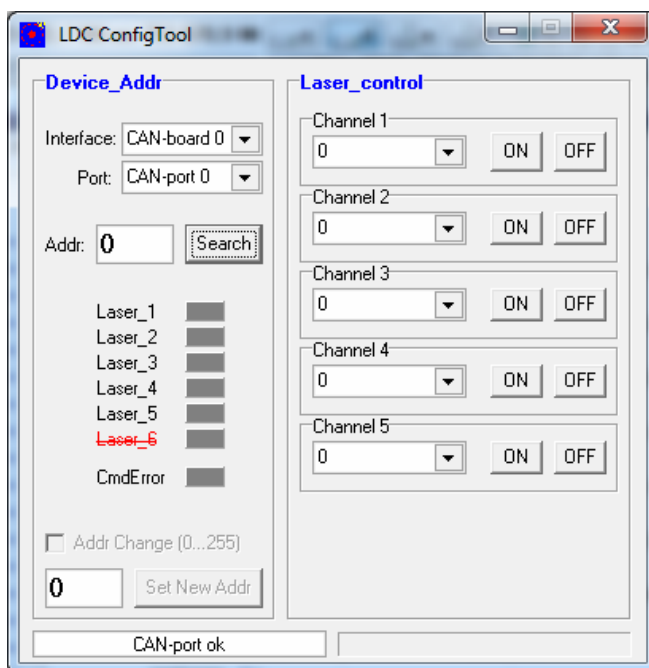 LDC ConfigTool
Device_Addr
Interface: CAN-board 0
Port: CAN-port 0
Addr: 0 Search
Laser_1
Laser_2
Laser_3
Laser_4
Laser_5
Laser_6
CmdError
Addr Change (0...255)
0 Set New Addr
CAN-port ok
Laser_control
Channel 1
0 ON OFF
Channel 2
0 ON OFF
Channel 3
0 ON OFF
Channel 4
0 ON OFF
Channel 5
0 ON OFF